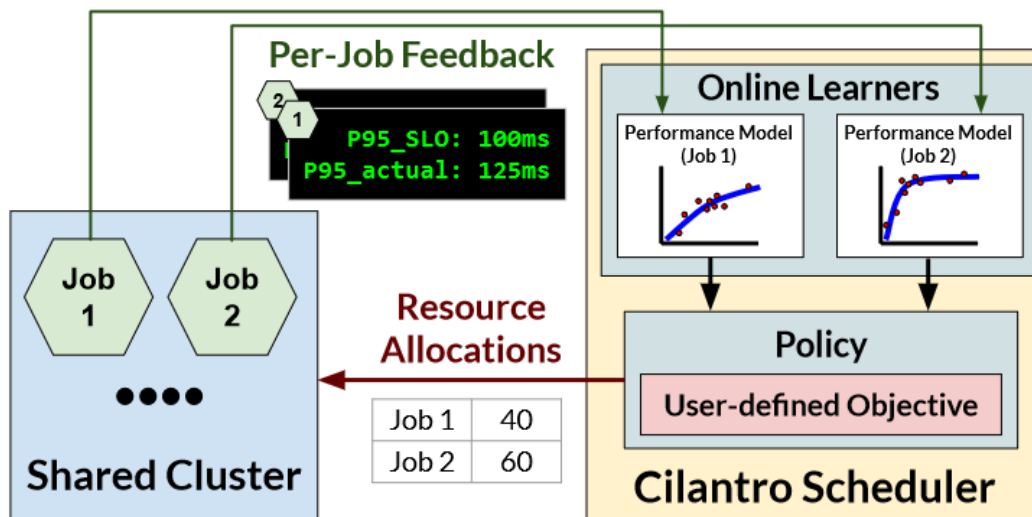 Per-Job Feedback
2
1
P95_SLO: 100ms
P95_actual: 125ms
Online Learners
Performance Model
(Job 1)
Performance Model
(Job 2)
Job
1
Job
2
Shared Cluster
Resource
Allocations
Job 1 40
Job 2 60
Policy
User-defined Objective
Cilantro Scheduler